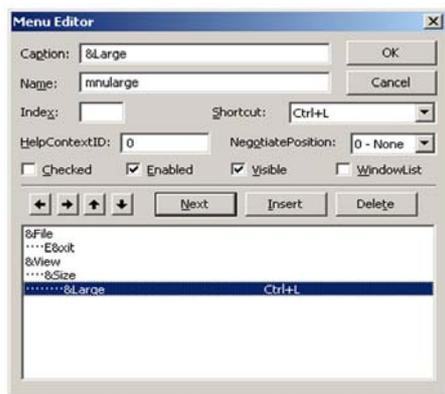 Menu Editor
Caption: &Large OK
Name: mnularge Cancel
Index: Shortcut: Ctrl+L
HelpContextID: 0 NegotiatePosition: 0 - None
Checked Enabled Visible WindowList
Next Insert Delete
&File
····E&xit
&View
····&Size
········&Large Ctrl+L